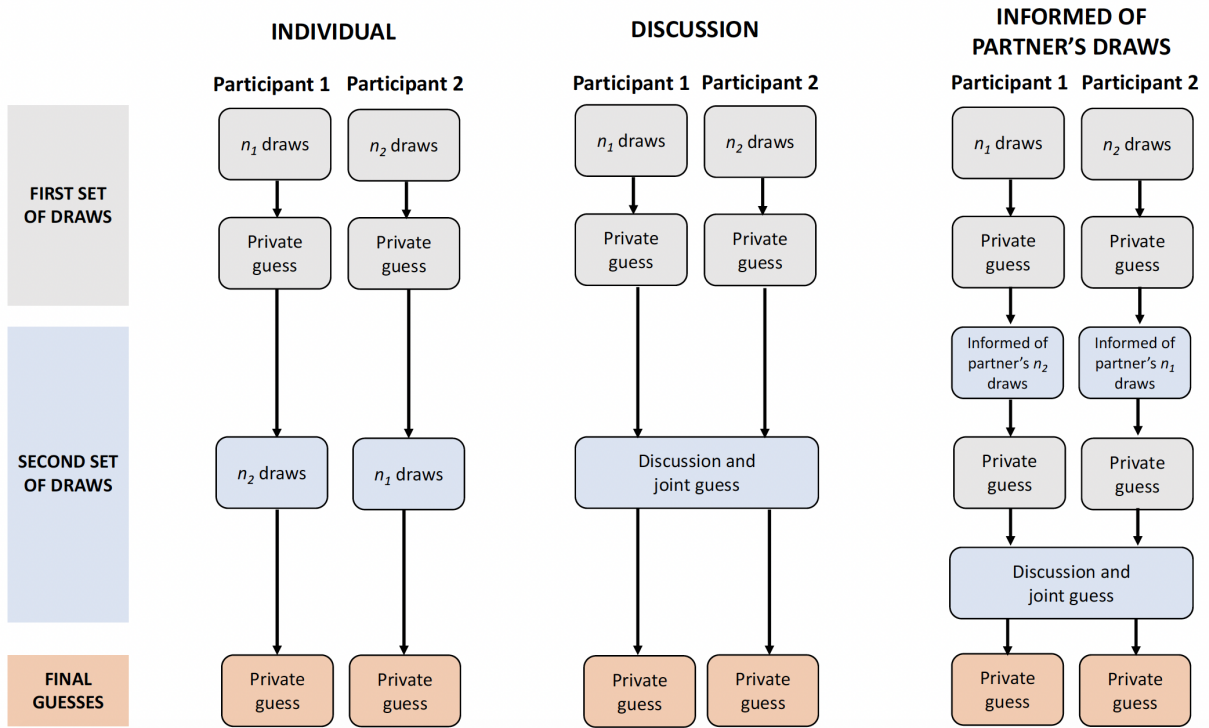 INDIVIDUAL
Participant 1
Participant 2
DISCUSSION
Participant 1
Participant 2
INFORMED OF
PARTNER'S DRAWS
Participant 1
Participant 2
FIRST SET
OF DRAWS
n1 draws
n2 draws
n1 draws
n2 draws
n1 draws
n2 draws
Private
guess
Private
guess
Private
guess
Private
guess
Private
guess
Private
guess
SECOND SET
OF DRAWS
Informed of
partner's n2
draws
Informed of
partner's n1
draws
n2 draws
n1 draws
Discussion and
joint guess
Private
guess
Private
guess
Discussion and
joint guess
FINAL
GUESSES
Private
guess
Private
guess
Private
guess
Private
guess
Private
guess
Private
guess